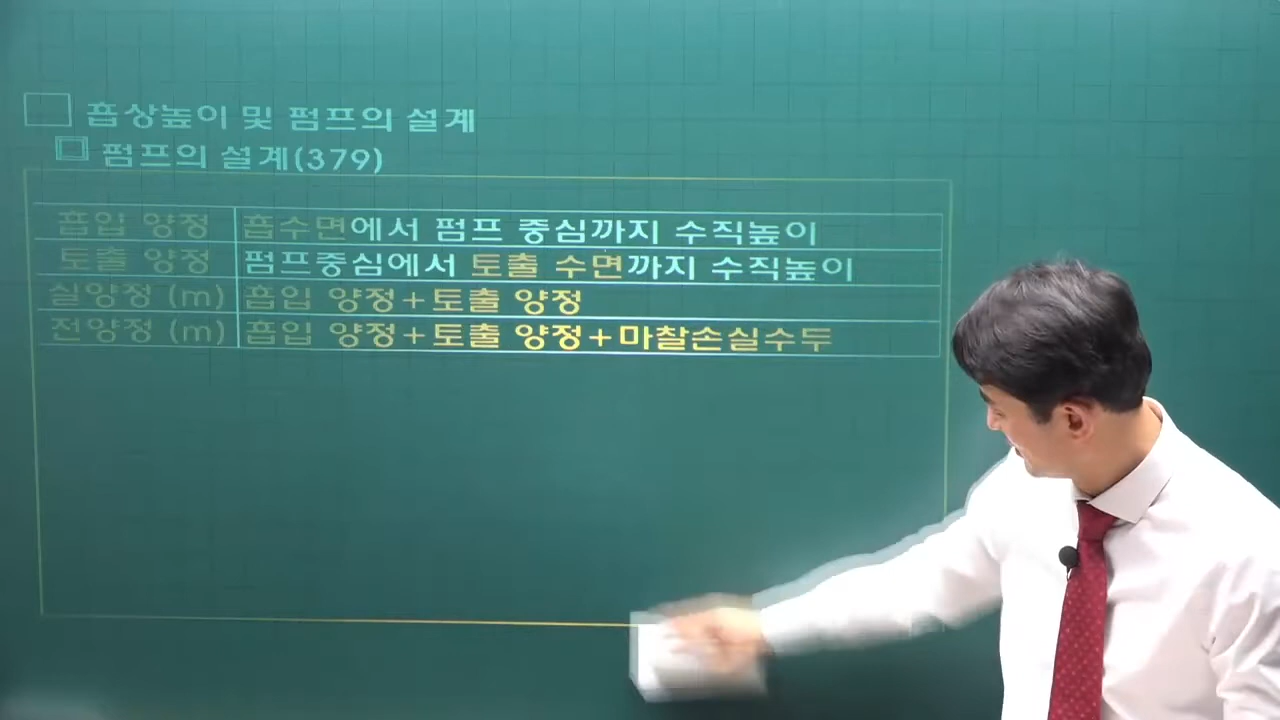 흡상높이 및 펌프의 설계
펌프의 설계(379)
흡입 양정 흡수면에서 펌프 중심까지 수직높이
토출 양정 펌프중심에서 토출 수면까지 수직높이
실양정 (m) 흡입 양정+토출 양정
전양정 (m) 흡입 양정+토출 양정+마찰손실수두